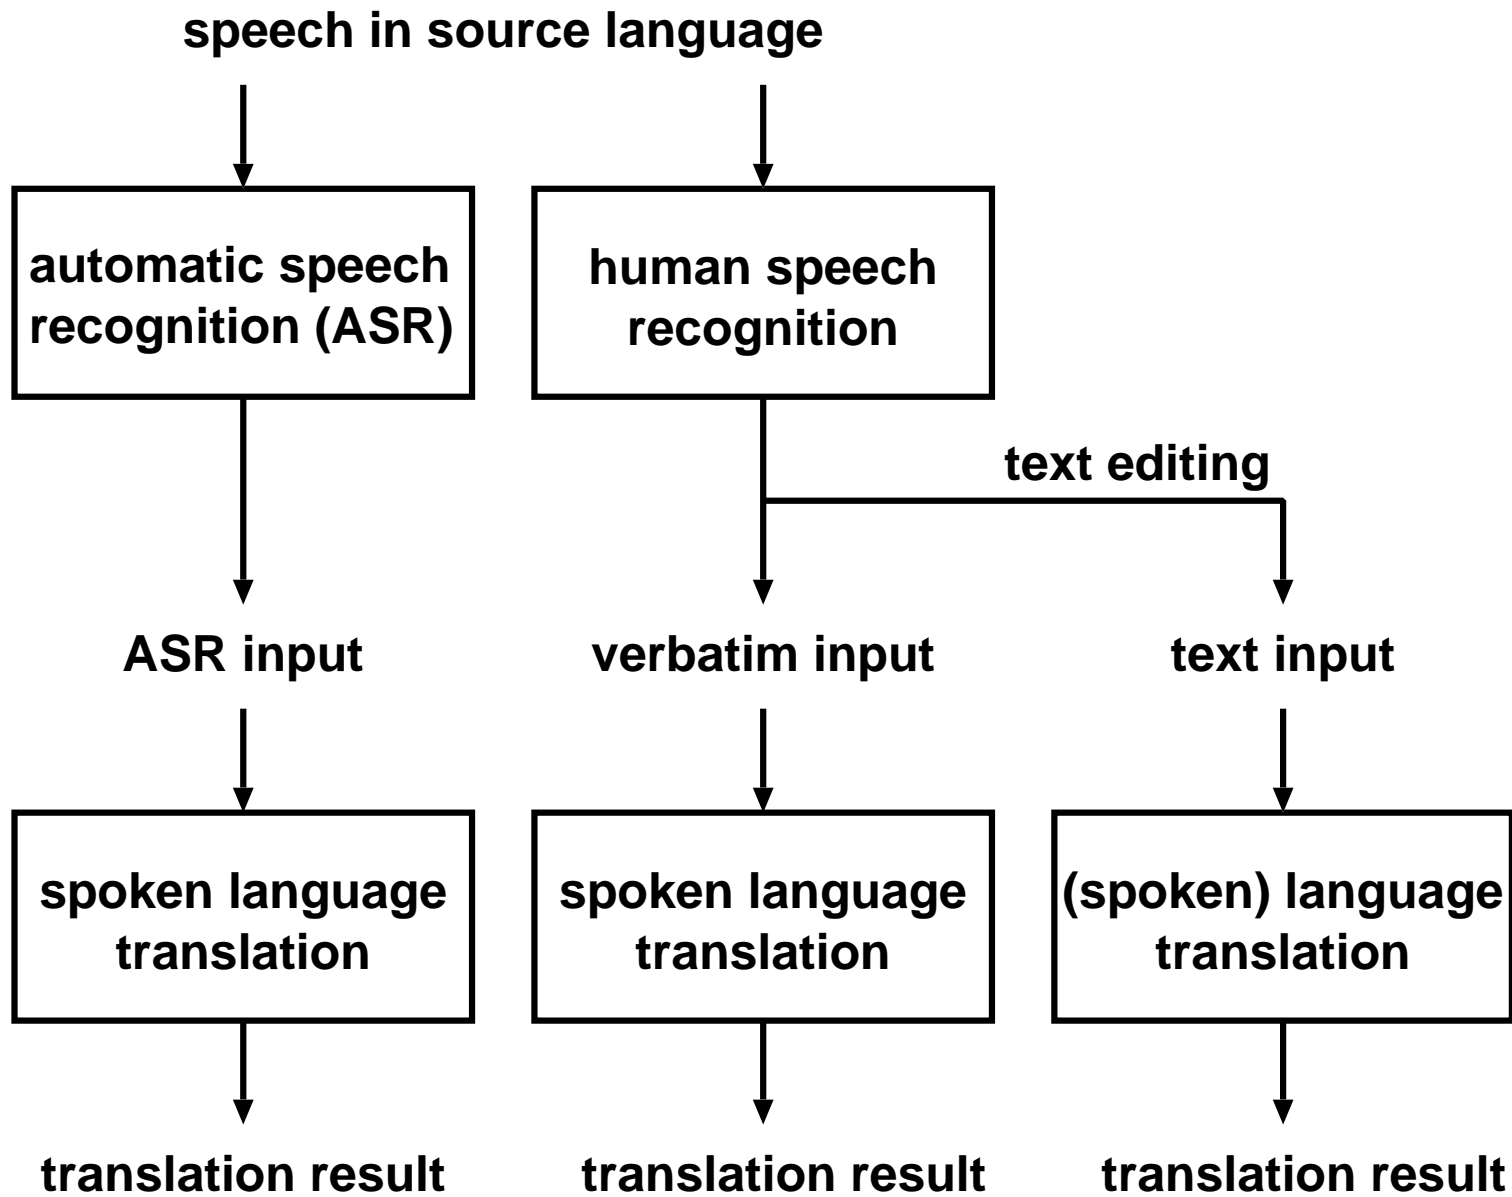 speech in source language
automatic speech
recognition (ASR)
human speech
recognition
text editing
ASR input
verbatim input
text input
spoken language
translation
spoken language
translation
(spoken) language
translation
translation result
translation result
translation result